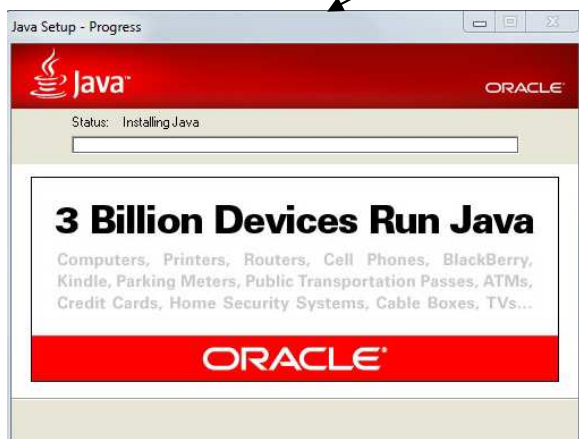 Java Setup - Progress
Java™
ORACLE®
Status: Installing Java
3 Billion Devices Run Java
Computers, Printers, Routers, Cell Phones, BlackBerry,
Kindle, Parking Meters, Public Transportation Passes, ATMs,
Credit Cards, Home Security Systems, Cable Boxes, TVs...
ORACLE®